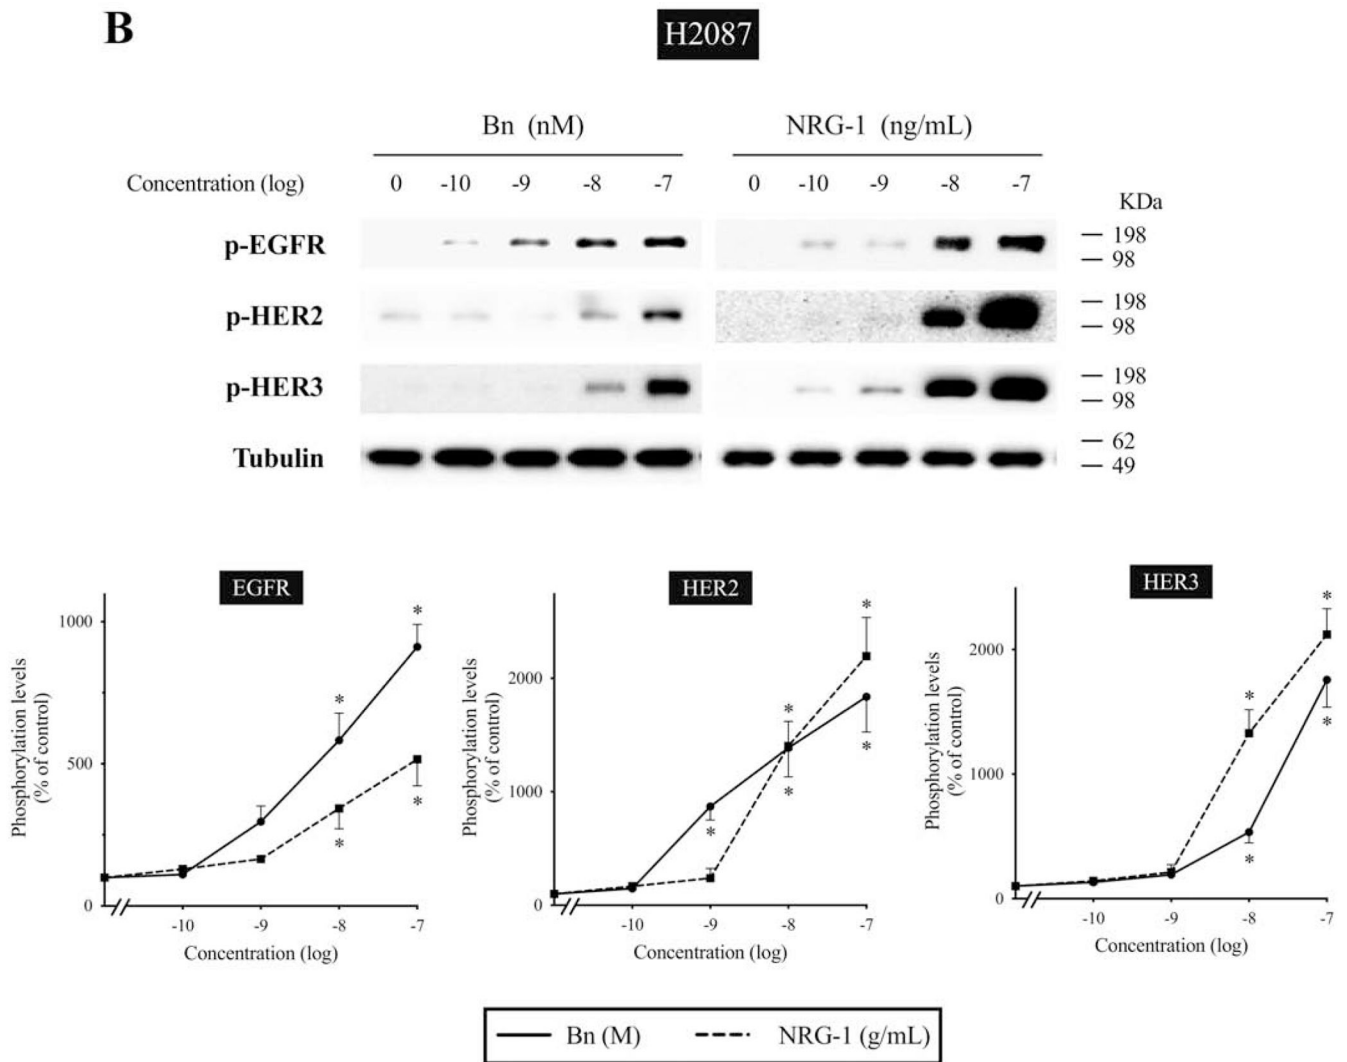 B
H2087
Bn (nM) NRG-1 (ng/mL)
Concentration (log) 0 -10 -9 -8 -7 0 -10 -9 -8 -7
KDa
p-EGFR 198
98
p-HER2 198
98
p-HER3 198
98
Tubulin 62
49
EGFR
Phosphorylation levels
(% of control)
1000
500
0
* * * *
-10 -9 -8 -7
Concentration (log)
HER2
Phosphorylation levels
(% of control)
2000
1000
0
* * * * *
-10 -9 -8 -7
Concentration (log)
HER3
Phosphorylation levels
(% of control)
2000
1000
0
* * * *
-10 -9 -8 -7
Concentration (log)
Bn (M) NRG-1 (g/mL)